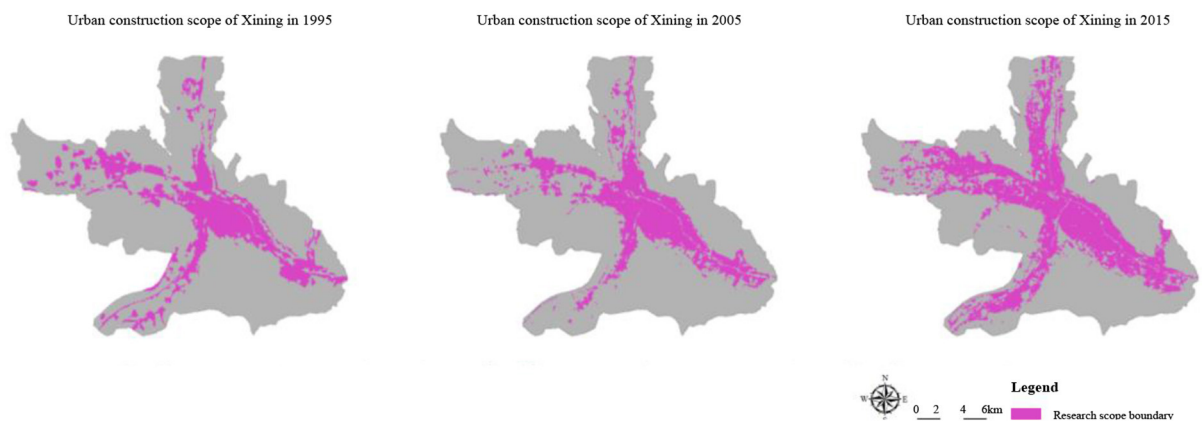 Urban construction scope of Xining in 1995
Urban construction scope of Xining in 2005
Urban construction scope of Xining in 2015
N
W E
S
0 2 4 6km
Legend
Research scope boundary